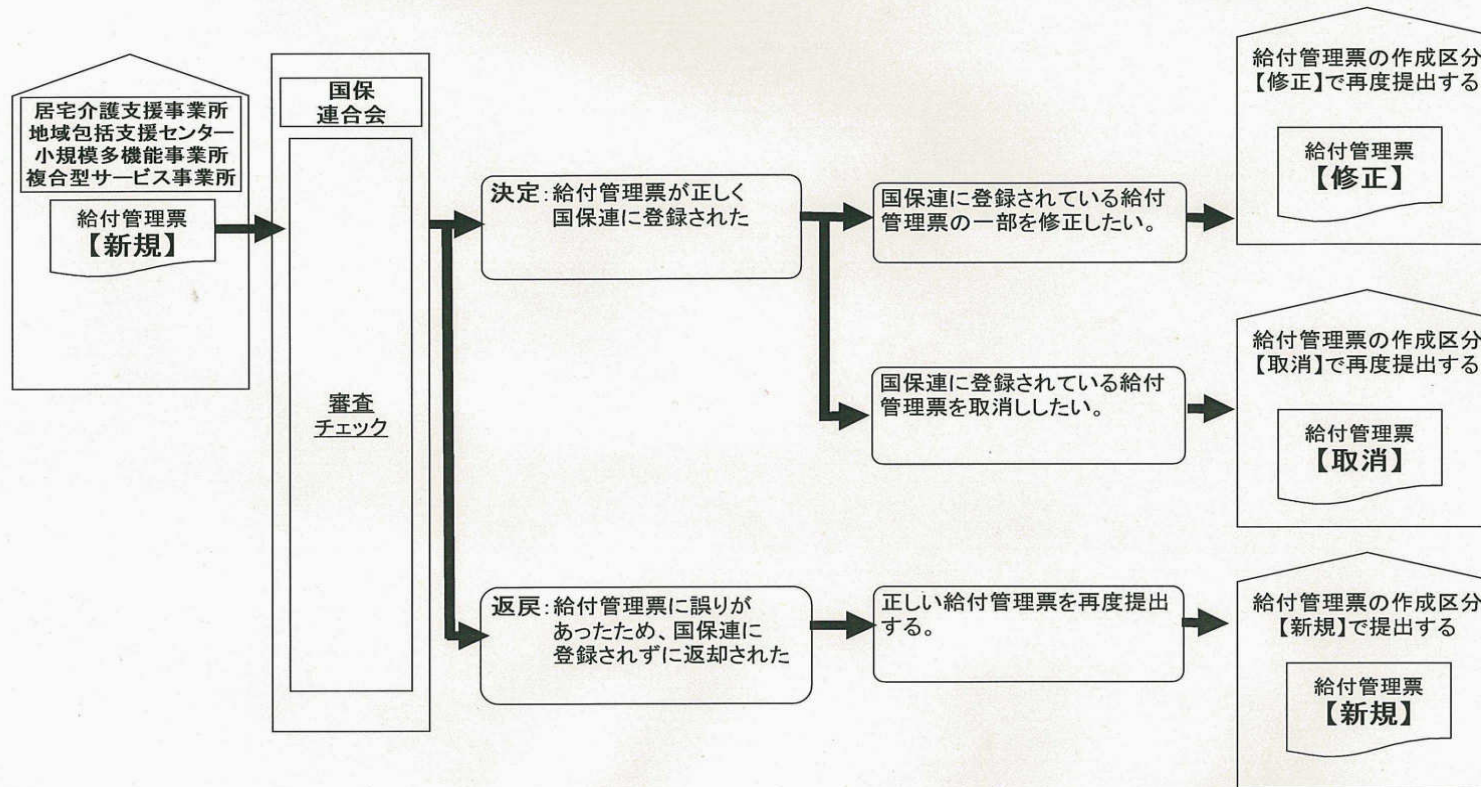 居宅介護支援事業所
地域包括支援センター
小規模多機能事業所
複合型サービス事業所
給付管理票
【新規】
国保
連合会
審査
チェック
決定:給付管理票が正しく
国保連に登録された
国保連に登録されている給付
管理票の一部を修正したい。
給付管理票の作成区分
【修正】で再度提出する
給付管理票
【修正】
国保連に登録されている給付
管理票を取消ししたい。
給付管理票の作成区分
【取消】で再度提出する
給付管理票
【取消】
返戻:給付管理票に誤りが
あったため、国保連に
登録されずに返却された
正しい給付管理票を再度提出
する。
給付管理票の作成区分
【新規】で提出する
給付管理票
【新規】